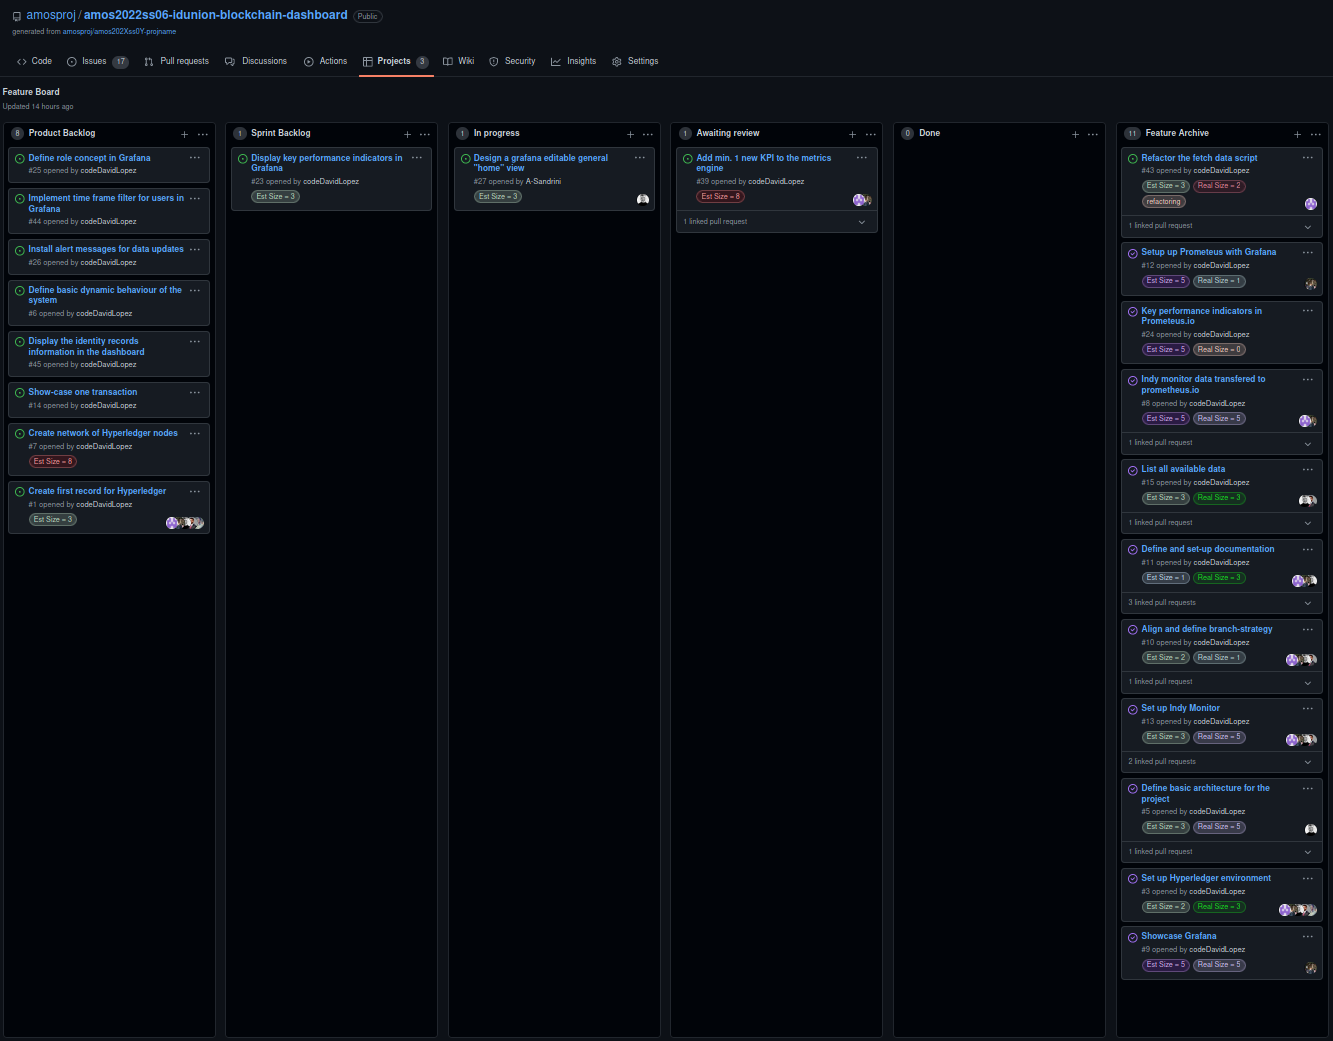 amosproj / amos2022ss06-idunion-blockchain-dashboard Public
generated from amosproj/amos202Xss0Y-projname
Code Issues 17 Pull requests Discussions Actions Projects 3 Wiki Security Insights Settings
Feature Board
Updated 14 hours ago
8 Product Backlog
Define role concept in Grafana
#25 opened by codeDavidLopez
Implement time frame filter for users in
Grafana
#44 opened by codeDavidLopez
Install alert messages for data updates
#26 opened by codeDavidLopez
Define basic dynamic behaviour of the
system
#6 opened by codeDavidLopez
Display the identity records
information in the dashboard
#45 opened by codeDavidLopez
Show-case one transaction
#14 opened by codeDavidLopez
Create network of Hyperledger nodes
#7 opened by codeDavidLopez
Est Size = 8
Create first record for Hyperledger
#1 opened by codeDavidLopez
Est Size = 3
1 Sprint Backlog
Display key performance indicators in
Grafana
#23 opened by codeDavidLopez
Est Size = 3
1 In progress
Design a grafana editable general
"home" view
#27 opened by A-Sandrini
Est Size = 3
1 Awaiting review
Add min. 1 new KPI to the metrics
engine
#39 opened by codeDavidLopez
Est Size = 8
1 linked pull request
0 Done
11 Feature Archive
Refactor the fetch data script
#43 opened by codeDavidLopez
Est Size = 3 Real Size = 2
refactoring
1 linked pull request
Setup up Prometeus with Grafana
#12 opened by codeDavidLopez
Est Size = 5 Real Size = 1
Key performance indicators in
Prometeus.io
#24 opened by codeDavidLopez
Est Size = 5 Real Size = 0
Indy monitor data transfered to
prometheus.io
#8 opened by codeDavidLopez
Est Size = 5 Real Size = 5
1 linked pull request
List all available data
#15 opened by codeDavidLopez
Est Size = 3 Real Size = 3
1 linked pull request
Define and set-up documentation
#11 opened by codeDavidLopez
Est Size = 1 Real Size = 3
3 linked pull requests
Align and define branch-strategy
#10 opened by codeDavidLopez
Est Size = 2 Real Size = 1
1 linked pull request
Set up Indy Monitor
#13 opened by codeDavidLopez
Est Size = 3 Real Size = 5
2 linked pull requests
Define basic architecture for the
project
#5 opened by codeDavidLopez
Est Size = 3 Real Size = 5
1 linked pull request
Set up Hyperledger environment
#3 opened by codeDavidLopez
Est Size = 2 Real Size = 3
Showcase Grafana
#9 opened by codeDavidLopez
Est Size = 5 Real Size = 5